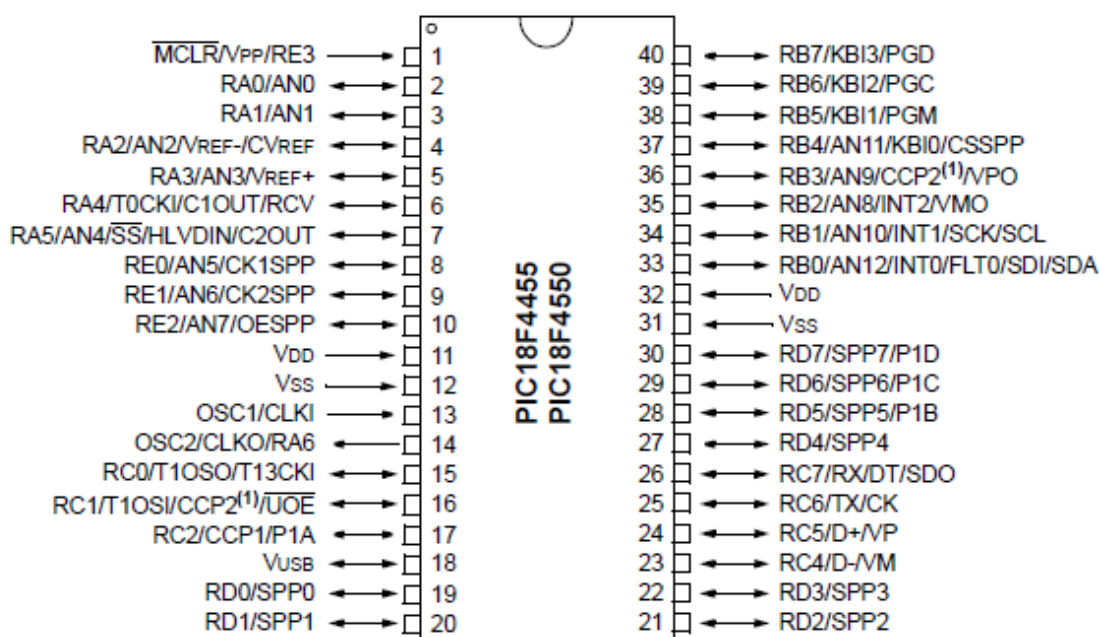 MCLR/VPP/RE3 1
RA0/AN0 2
RA1/AN1 3
RA2/AN2/VREF-/CVREF 4
RA3/AN3/VREF+ 5
RA4/T0CKI/C1OUT/RCV 6
RA5/AN4/SS/HLVDIN/C2OUT 7
RE0/AN5/CK1SPP 8
RE1/AN6/CK2SPP 9
RE2/AN7/OESPP 10
VDD 11
VSS 12
OSC1/CLKI 13
OSC2/CLKO/RA6 14
RC0/T1OSO/T13CKI 15
RC1/T1OSI/CCP2(1)/UOE 16
RC2/CCP1/P1A 17
VUSB 18
RD0/SPP0 19
RD1/SPP1 20
PIC18F4455
PIC18F4550
40 RB7/KBI3/PGD
39 RB6/KBI2/PGC
38 RB5/KBI1/PGM
37 RB4/AN11/KBI0/CSSPP
36 RB3/AN9/CCP2(1)/VPO
35 RB2/AN8/INT2/VMO
34 RB1/AN10/INT1/SCK/SCL
33 RB0/AN12/INT0/FLT0/SDI/SDA
32 VDD
31 VSS
30 RD7/SPP7/P1D
29 RD6/SPP6/P1C
28 RD5/SPP5/P1B
27 RD4/SPP4
26 RC7/RX/DT/SDO
25 RC6/TX/CK
24 RC5/D+/VP
23 RC4/D-/VM
22 RD3/SPP3
21 RD2/SPP2